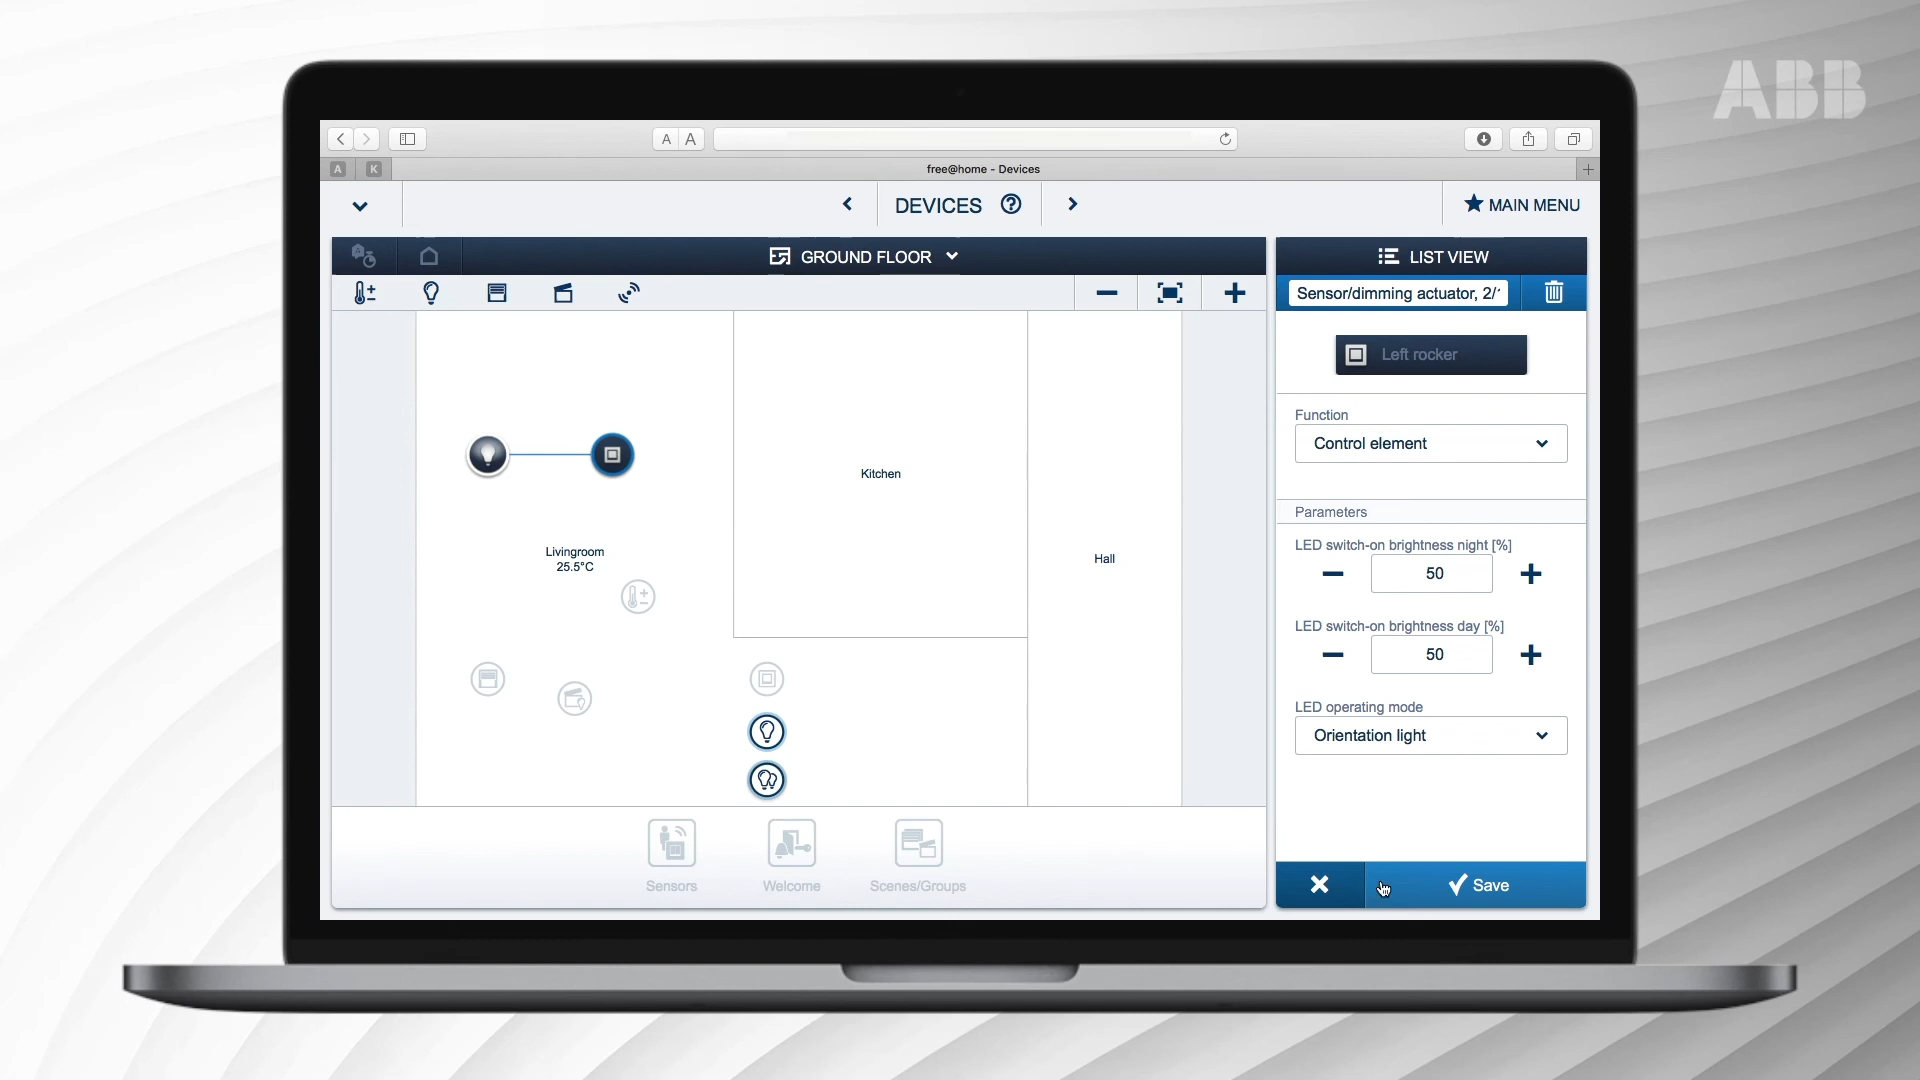 ABB
A A
A K
free@home - Devices
DEVICES
MAIN MENU
GROUND FLOOR
LIST VIEW
Sensor/dimming actuator, 2/
Left rocker
Function
Control element
Kitchen
Parameters
LED switch-on brightness night [%]
50
Livingroom
25.5°C
Hall
LED switch-on brightness day [%]
50
LED operating mode
Orientation light
Sensors
Welcome
Scenes/Groups
Save